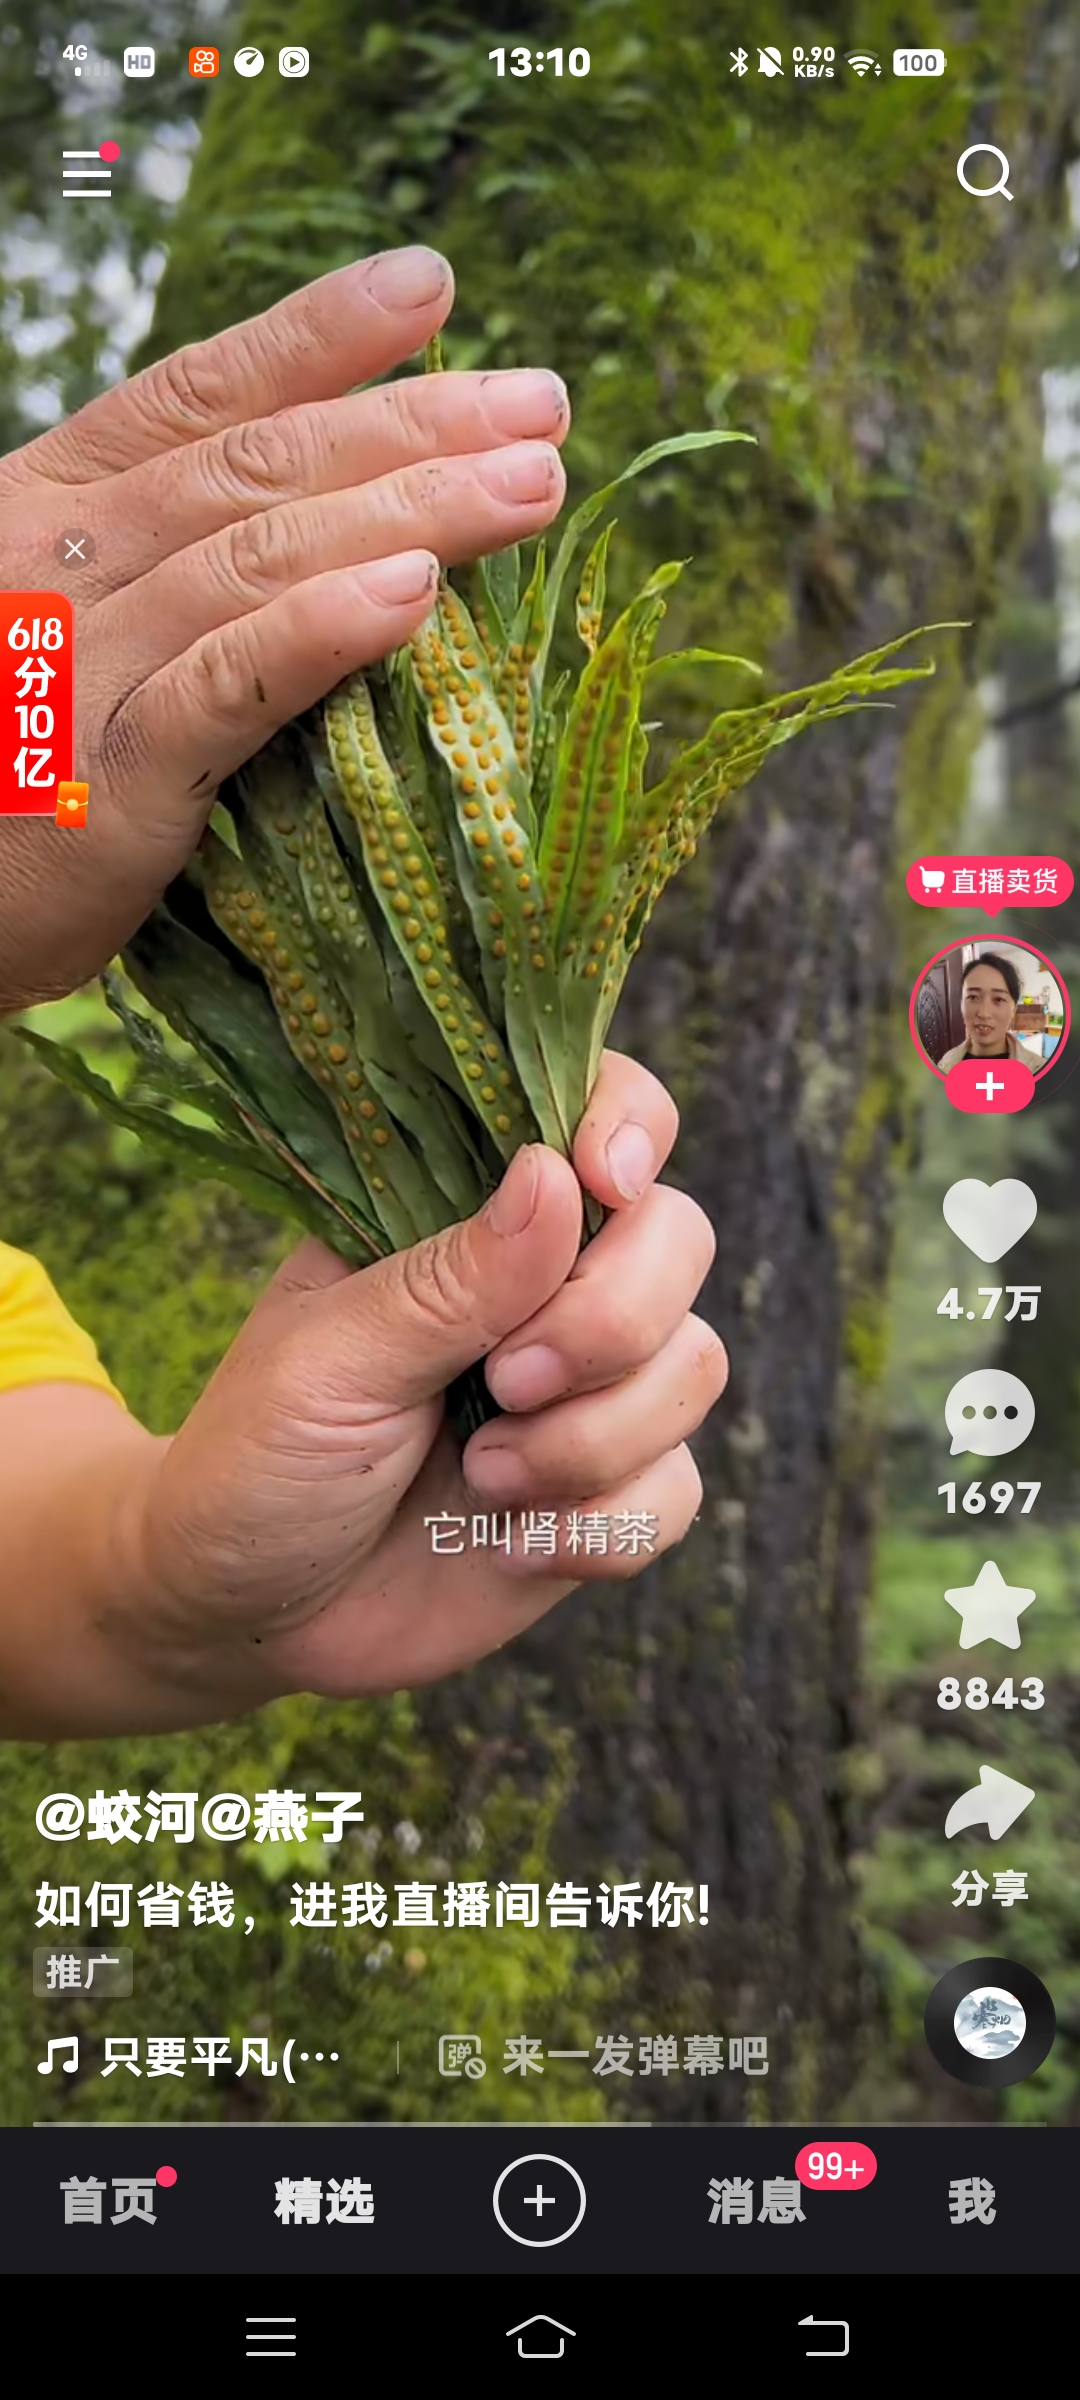 4G
HD
13:10
0.90
KB/s
100
618
分
10
亿
直播卖货
4.7万
1697
它叫肾精茶
8843
@蛟河@燕子
分享
如何省钱，进我直播间告诉你!
推广
只要平凡(…
弹
来一发弹幕吧
首页
精选
消息
99+
我